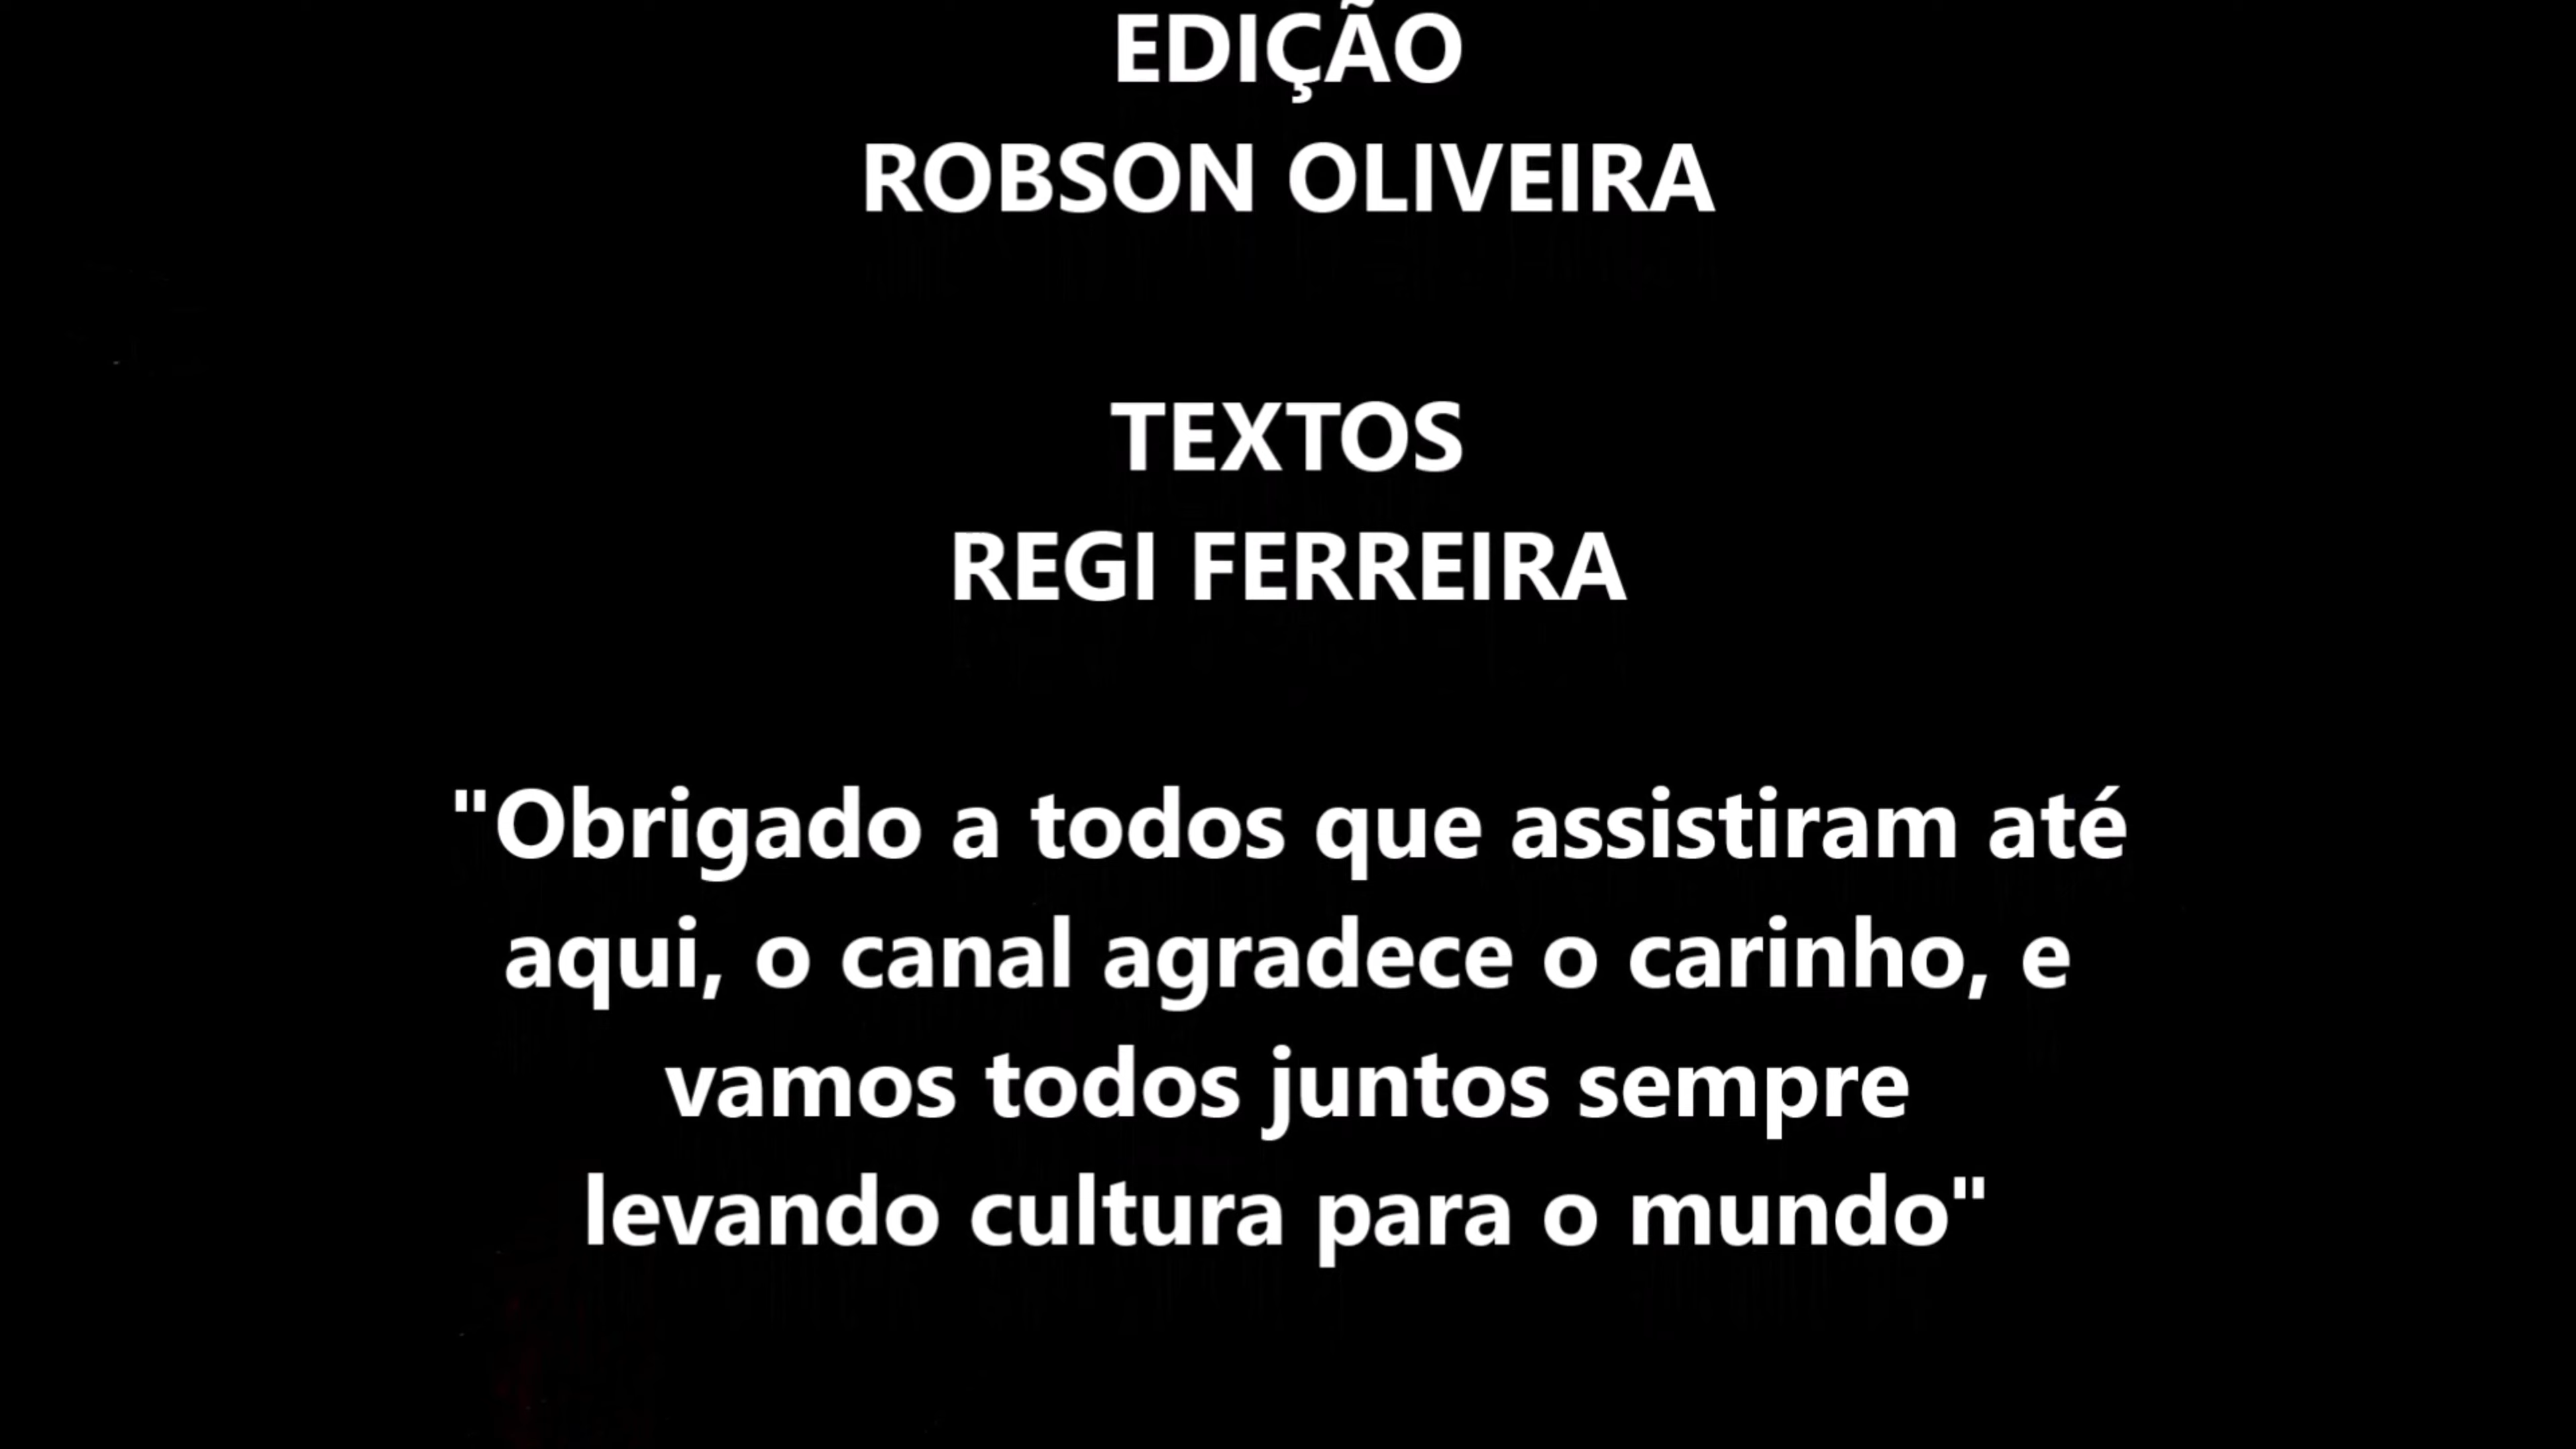 EDIÇÃO
ROBSON OLIVEIRA
TEXTOS
REGI FERREIRA
"Obrigado a todos que assistiram até
aqui, o canal agradece o carinho, e
vamos todos juntos sempre
levando cultura para o mundo"